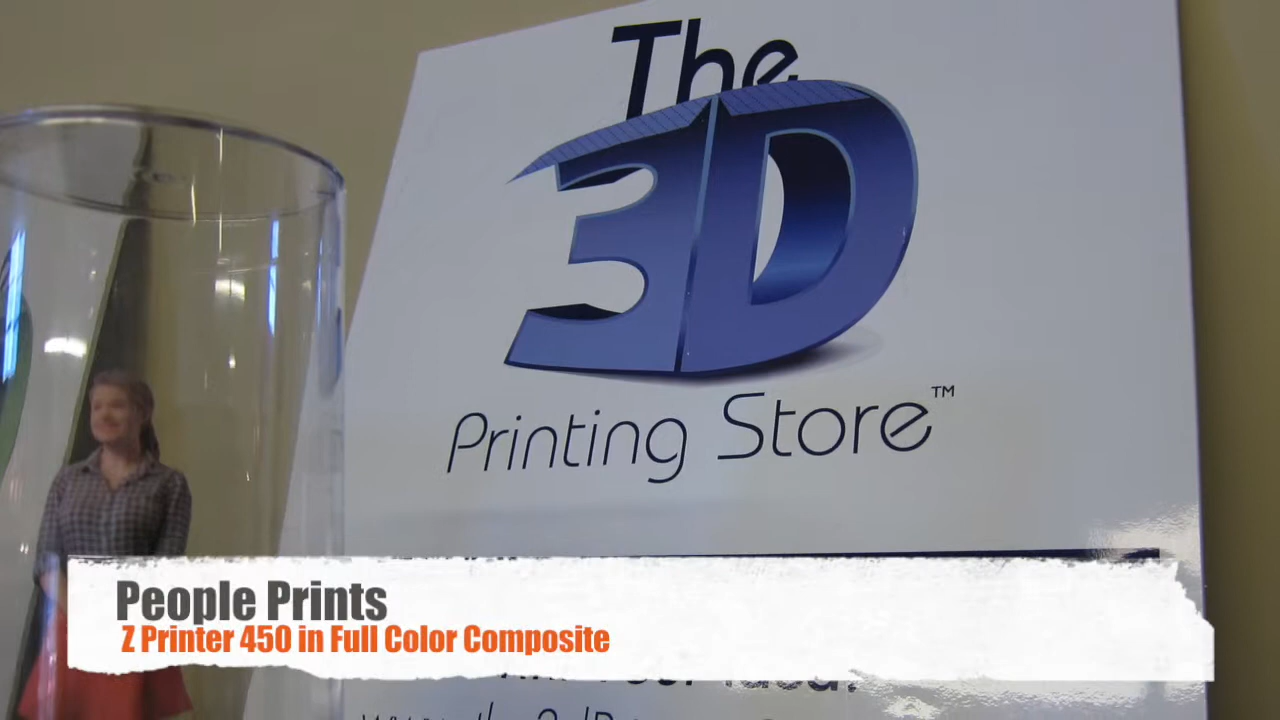 The
3D
Printing Store™
People Prints
Z Printer 450 in Full Color Composite